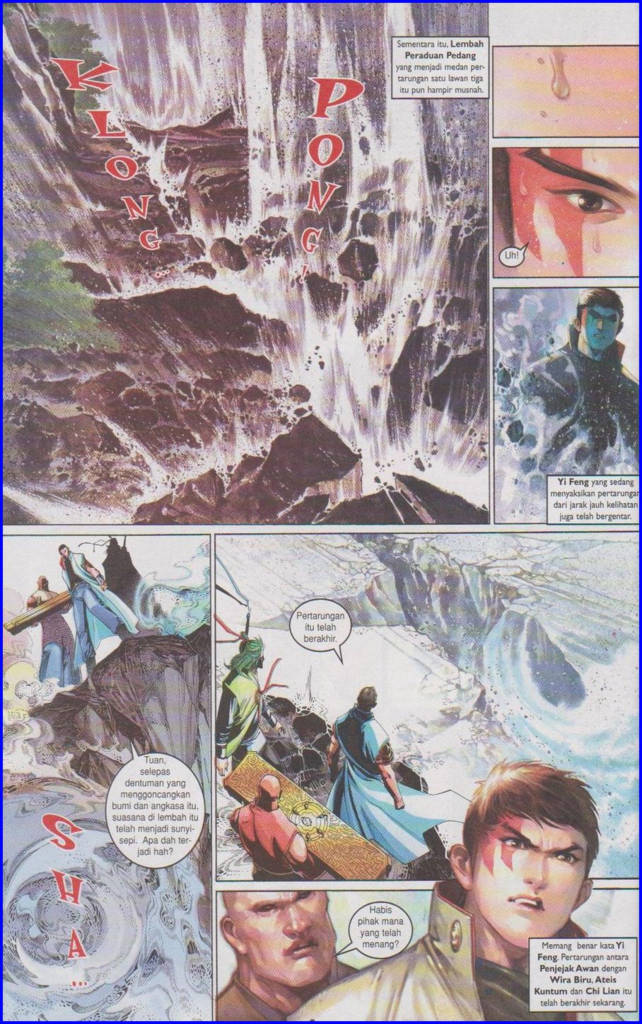 KLONG...
PONG!
Sementara itu, Lembah
Peraduan Pedang
yang menjadi medan per-
tarungan satu lawan tiga
itu pun hampir musnah.
Uh!
Yi Feng yang sedang
menyaksikan pertarungan
dari jarak jauh kelihatan
juga telah bergentar.
Tuan,
selepas
dentuman yang
menggoncangkan
bumi dan angkasa itu,
suasana di lembah itu
telah menjadi sunyi-
sepi. Apa dah ter-
jadi hah?
SHA...
Pertarungan
itu telah
berakhir.
Habis
pihak mana
yang telah
menang?
Memang benar kata Yi
Feng. Pertarungan antara
Penjejak Awan dengan
Wira Biru, Ateis
Kuntum dan Chi Lian itu
telah berakhir sekarang.